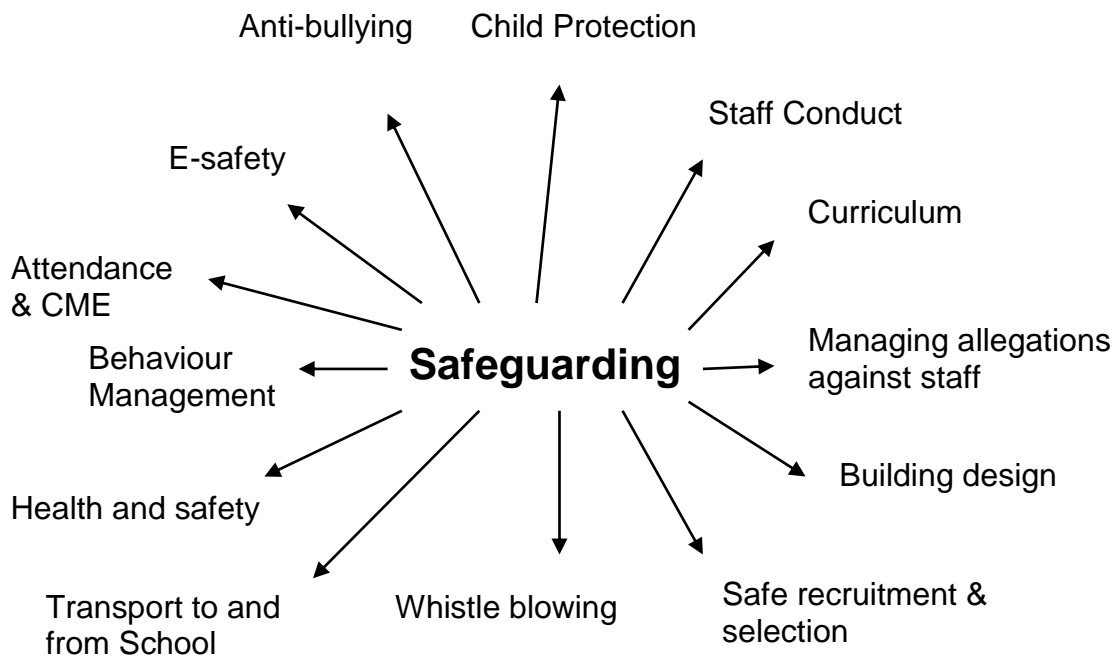 Anti-bullying
Child Protection
Staff Conduct
E-safety
Curriculum
Attendance
& CME
Behaviour
Management
Safeguarding
Managing allegations
against staff
Building design
Health and safety
Transport to and
from School
Whistle blowing
Safe recruitment &
selection